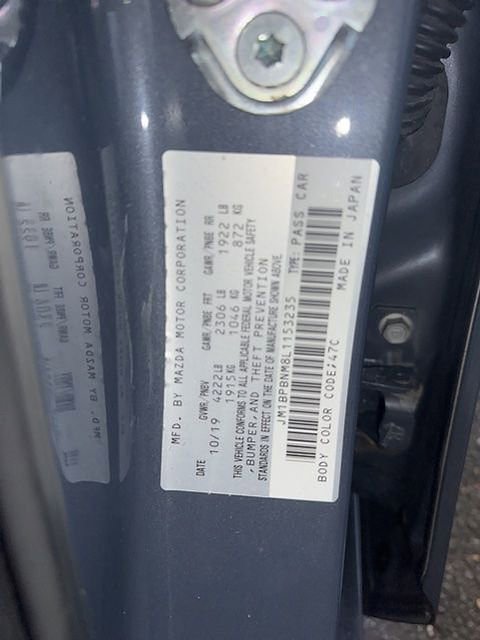 MFD. BY MAZDA MOTOR CORPORATION
DATE GVWR/PNBV GAWR/PNBE FRT GAWR/PNBE RR
10/19 4222LB 2306 LB 1922 LB
1915KG 1046 KG 872 KG
THIS VEHICLE CONFORMS TO ALL APPLICABLE FEDERAL MOTOR VEHICLE SAFETY
,BUMPER,AND THEFT PREVENTION
STANDARDS IN EFFECT ON THE DATE OF MANUFACTURE SHOWN ABOVE
JM1BPBNM8L1153235 TYPE: PASS CAR
BODY COLOR CODE:47C MADE IN JAPAN